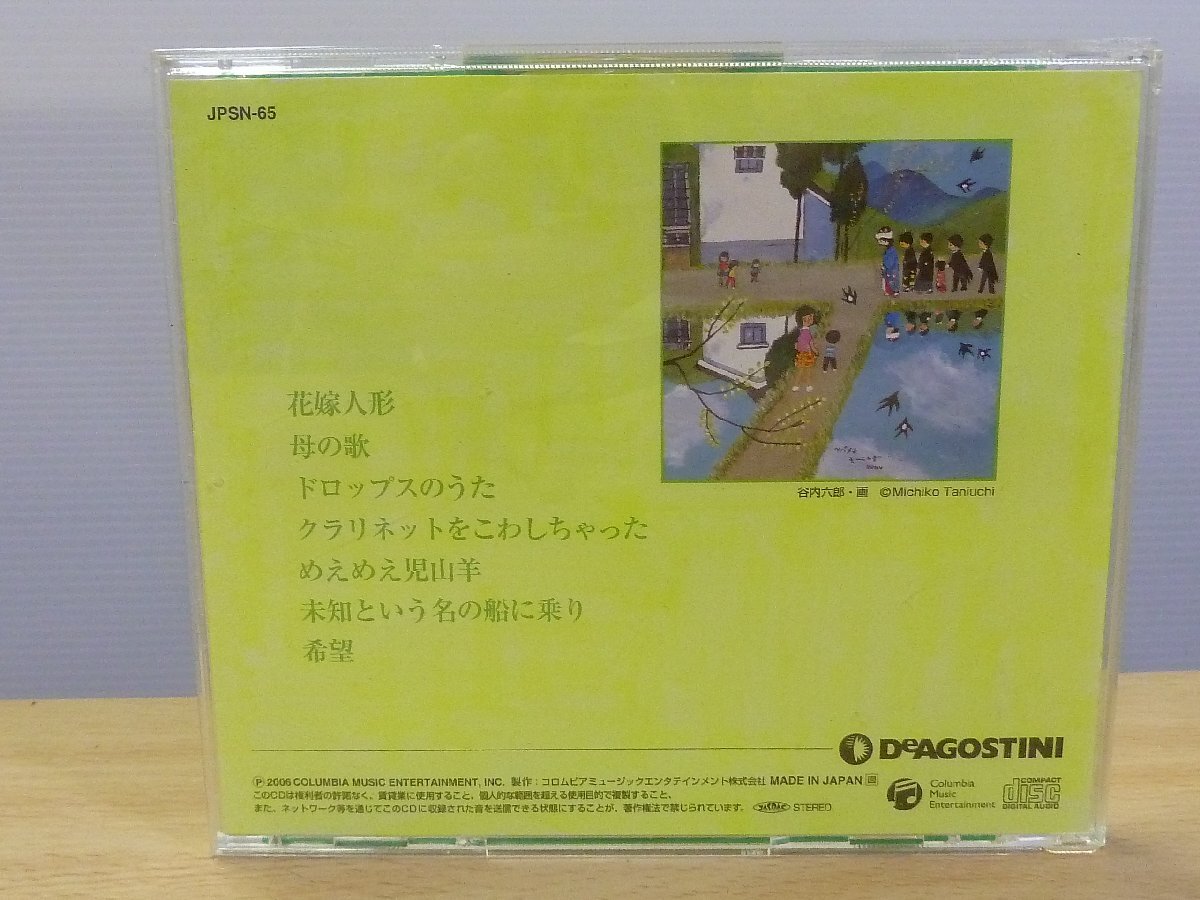 JPSN-65
谷内六郎・画 ©Michiko Taniuchi
花嫁人形
母の歌
ドロップスのうた
クラリネットをこわしちゃった
めえめえ児山羊
未知という名の船に乗り
希望
DeAGOSTINI
Ⓟ2006 COLUMBIA MUSIC ENTERTAINMENT, INC. 製作：コロムビアミュージックエンタテインメント株式会社 MADE IN JAPAN
このCDは権利者の許諾なく、賃貸業に使用すること、個人的な範囲を超える使用目的で複製すること、
また、ネットワーク等を通じてこのCDに収録された音を送信できる状態にすることが、著作権法で禁じられています。 STEREO
Columbia
Music
Entertainment
COMPACT
disc
DIGITAL AUDIO